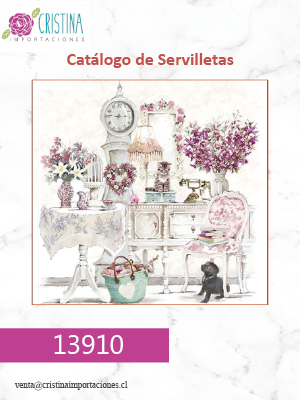 CRISTINA
IMPORTACIONES
Catálogo de Servilletas
13910
venta@cristinaimportaciones.cl